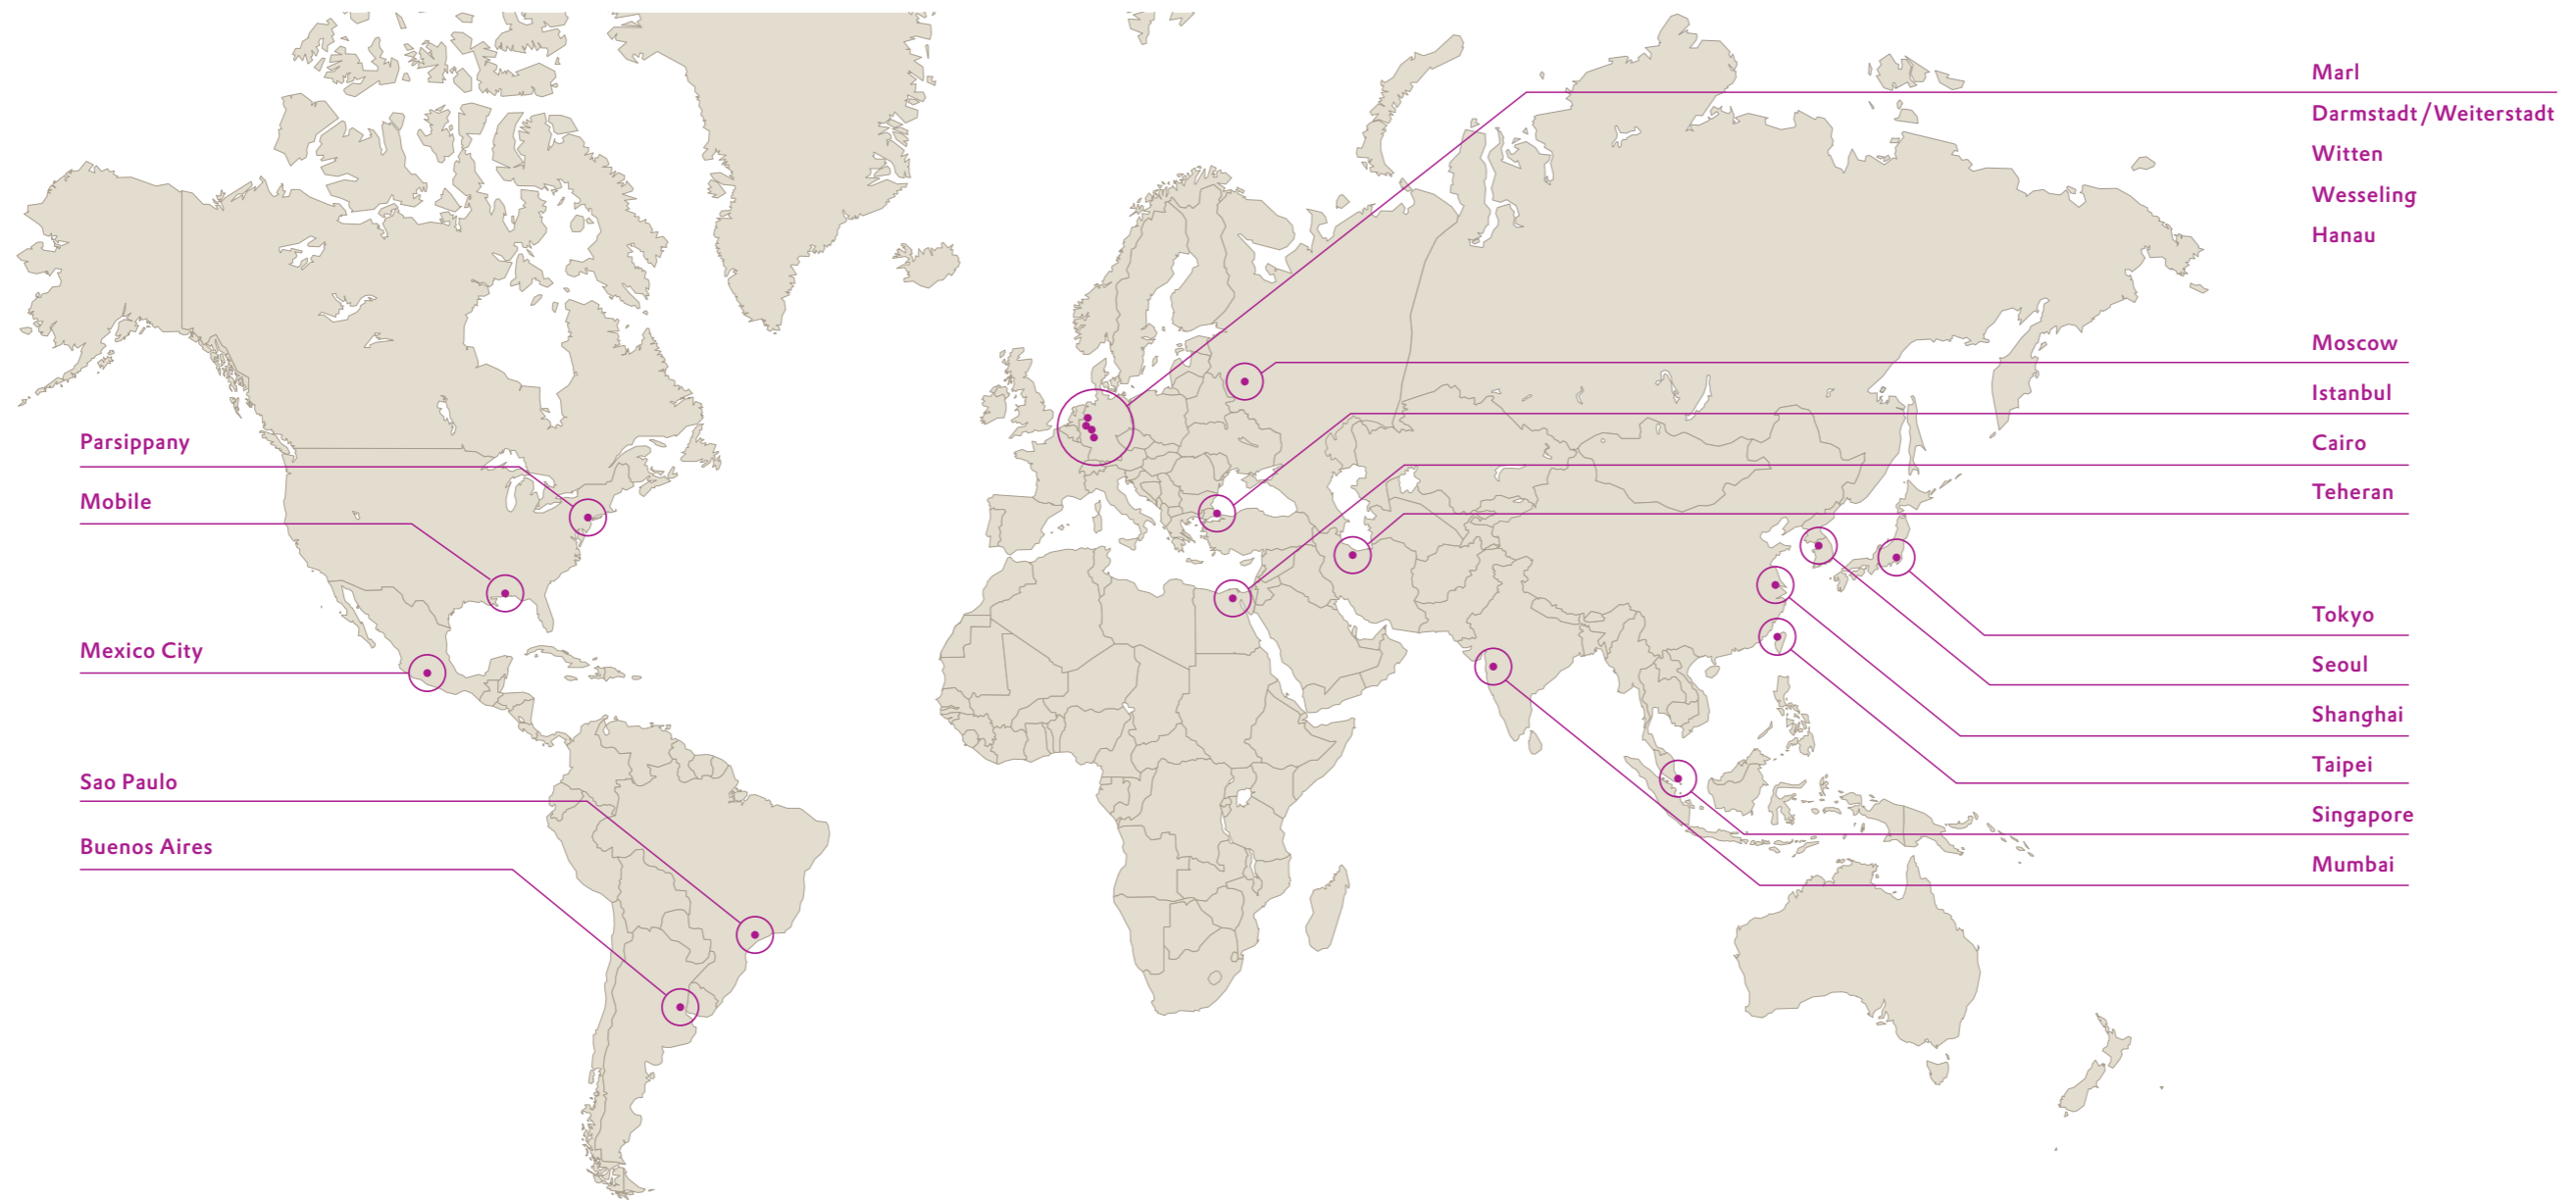 Parsippany
Mobile
Mexico City
Sao Paulo
Buenos Aires
Marl
Darmstadt / Weiterstadt
Witten
Wesseling
Hanau
Moscow
Istanbul
Cairo
Teheran
Tokyo
Seoul
Shanghai
Taipei
Singapore
Mumbai